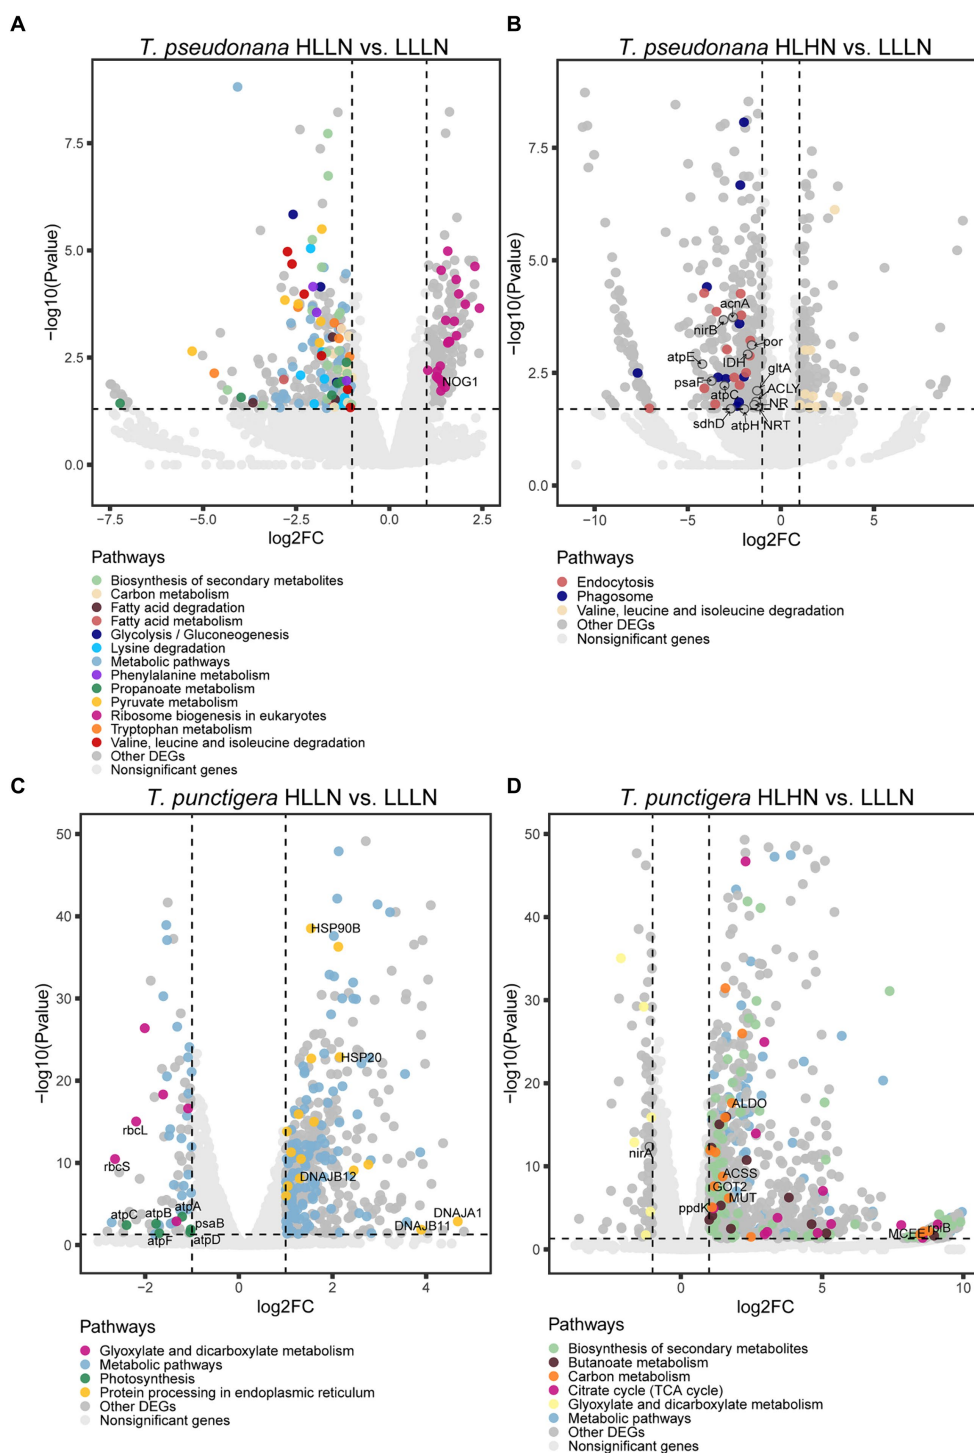 A
T. pseudonana HLLN vs. LLLN
−log10(Pvalue)
7.5
5.0
2.5
0.0
NOG1
−7.5 −5.0 −2.5 0.0 2.5
log2FC
Pathways
Biosynthesis of secondary metabolites
Carbon metabolism
Fatty acid degradation
Fatty acid metabolism
Glycolysis / Gluconeogenesis
Lysine degradation
Metabolic pathways
Phenylalanine metabolism
Propanoate metabolism
Pyruvate metabolism
Ribosome biogenesis in eukaryotes
Tryptophan metabolism
Valine, leucine and isoleucine degradation
Other DEGs
Nonsignificant genes
B
T. pseudonana HLHN vs. LLLN
−log10(Pvalue)
7.5
5.0
2.5
0.0
acnA
nirB
por
atpE
IDH
gltA
psaF
ACLY
atpC
NR
sdhD
atpH
NRT
−10 −5 0 5
log2FC
Pathways
Endocytosis
Phagosome
Valine, leucine and isoleucine degradation
Other DEGs
Nonsignificant genes
C
T. punctigera HLLN vs. LLLN
−log10(Pvalue)
50
40
30
20
10
0
HSP90B
HSP20
rbcL
rbcS
DNAJB12
atpC
atpB
atpA
psaB
atpF
atpD
DNAJA1
DNAJB11
−2 0 2 4
log2FC
Pathways
Glyoxylate and dicarboxylate metabolism
Metabolic pathways
Photosynthesis
Protein processing in endoplasmic reticulum
Other DEGs
Nonsignificant genes
D
T. punctigera HLHN vs. LLLN
−log10(Pvalue)
50
40
30
20
10
0
ALDO
nirA
ACSS
GOT2
MUT
ppdK
MCEE
rpiB
0 5 10
log2FC
Pathways
Biosynthesis of secondary metabolites
Butanoate metabolism
Carbon metabolism
Citrate cycle (TCA cycle)
Glyoxylate and dicarboxylate metabolism
Metabolic pathways
Other DEGs
Nonsignificant genes